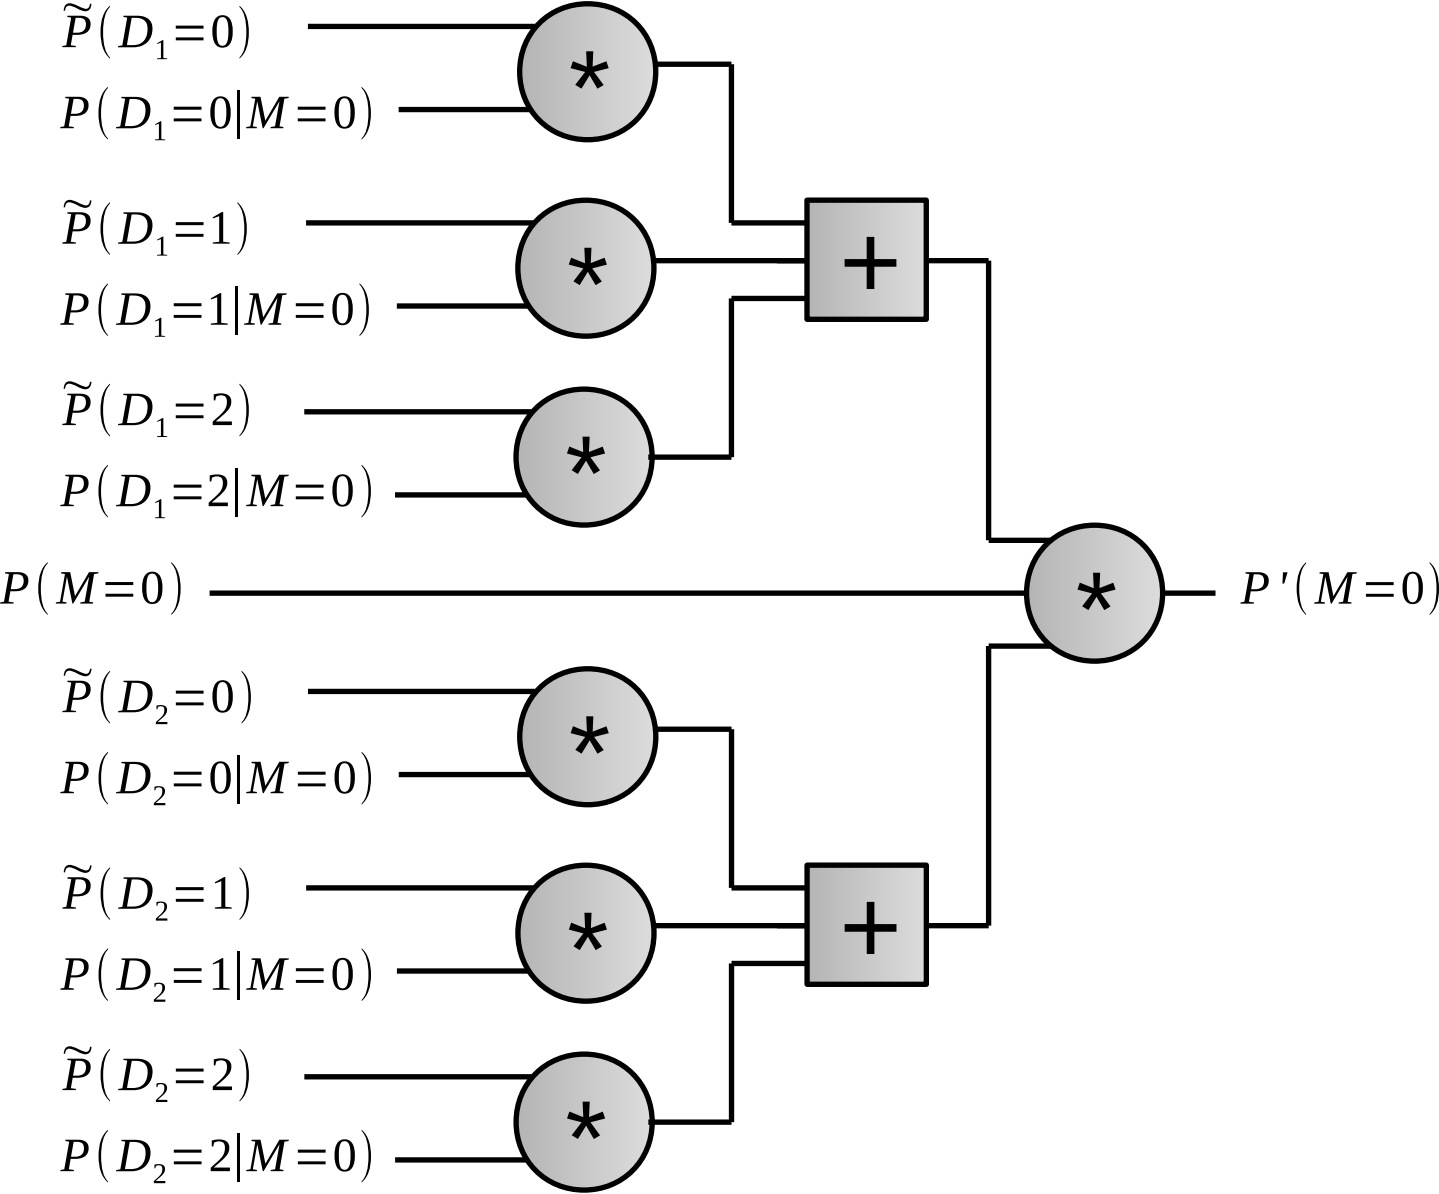 P̃(D₁=0)
*
P(D₁=0|M=0)
P̃(D₁=1)
*
+
P(D₁=1|M=0)
P̃(D₁=2)
*
P(D₁=2|M=0)
P(M=0)
*
P'(M=0)
P̃(D₂=0)
*
P(D₂=0|M=0)
P̃(D₂=1)
*
+
P(D₂=1|M=0)
P̃(D₂=2)
*
P(D₂=2|M=0)